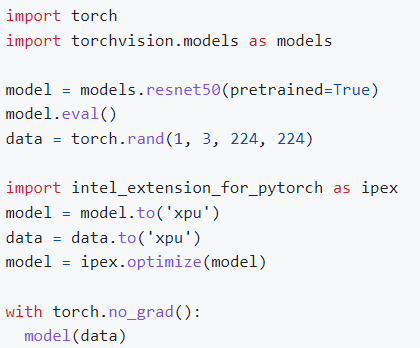 import torch
import torchvision.models as models

model = models.resnet50(pretrained=True)
model.eval()
data = torch.rand(1, 3, 224, 224)

import intel_extension_for_pytorch as ipex
model = model.to('xpu')
data = data.to('xpu')
model = ipex.optimize(model)

with torch.no_grad():
  model(data)